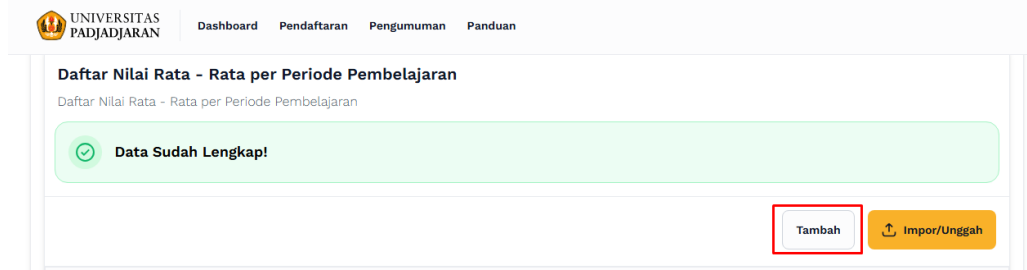 UNIVERSITAS
PADJADJARAN
Dashboard Pendaftaran Pengumuman Panduan
Daftar Nilai Rata - Rata per Periode Pembelajaran
Daftar Nilai Rata - Rata per Periode Pembelajaran
Data Sudah Lengkap!
Tambah Impor/Unggah